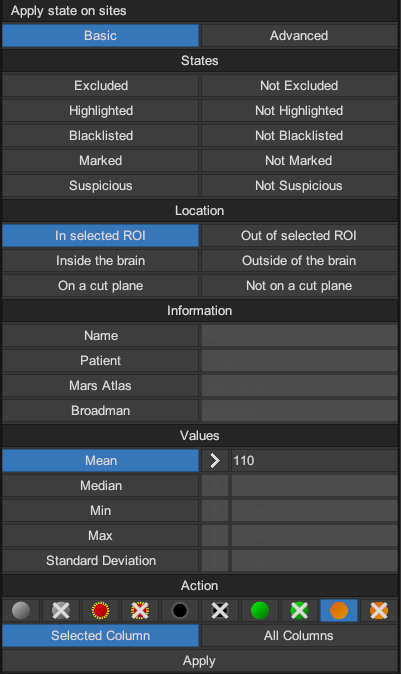 Apply state on sites
Basic Advanced
States
Excluded Not Excluded
Highlighted Not Highlighted
Blacklisted Not Blacklisted
Marked Not Marked
Suspicious Not Suspicious
Location
In selected ROI Out of selected ROI
Inside the brain Outside of the brain
On a cut plane Not on a cut plane
Information
Name
Patient
Mars Atlas
Broadman
Values
Mean > 110
Median >
Min >
Max >
Standard Deviation >
Action
Selected Column All Columns
Apply